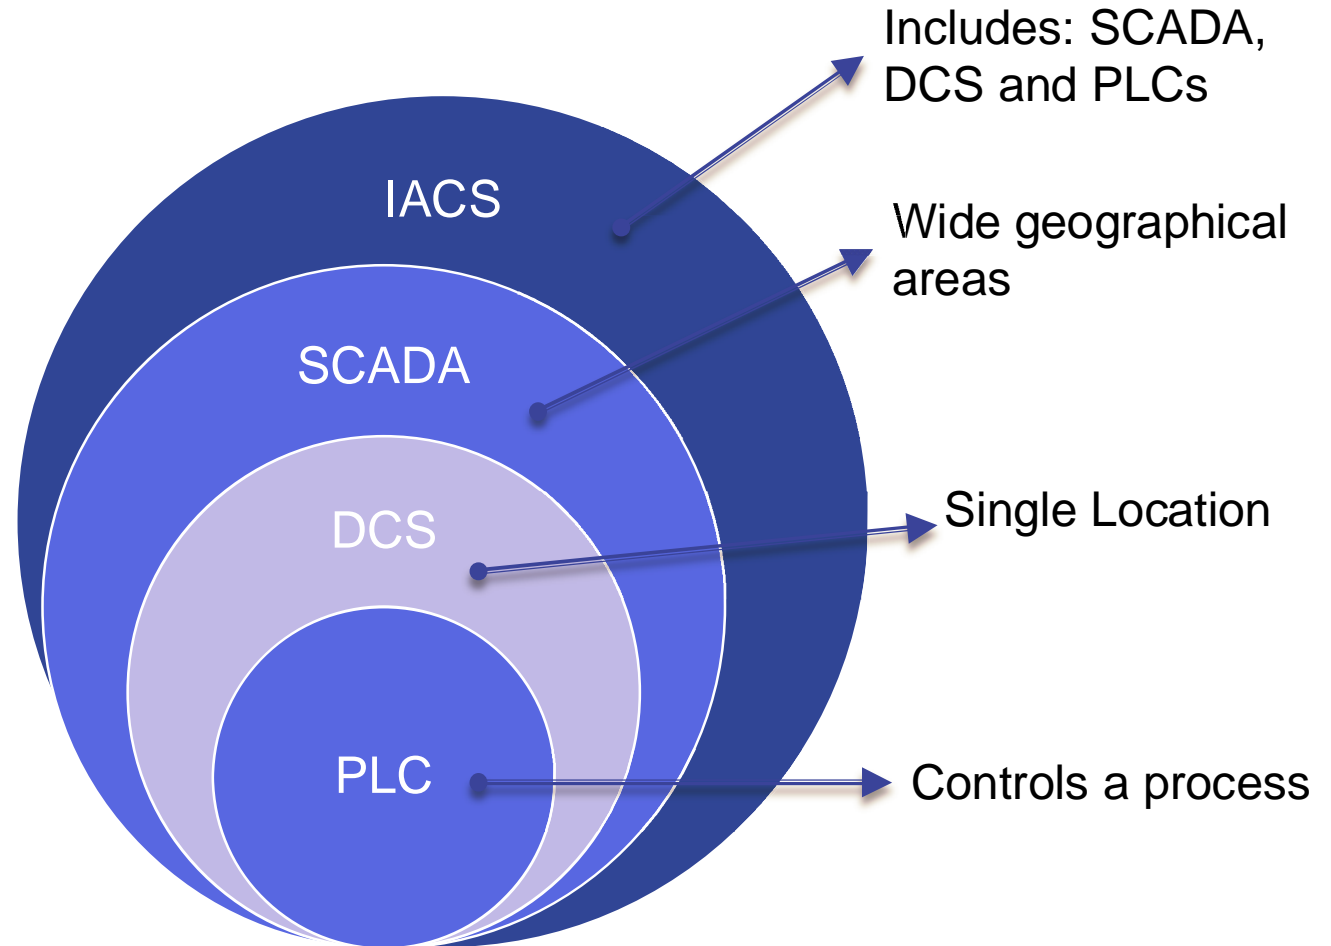 Includes: SCADA,
DCS and PLCs
IACS
Wide geographical
areas
SCADA
Single Location
DCS
PLC
Controls a process